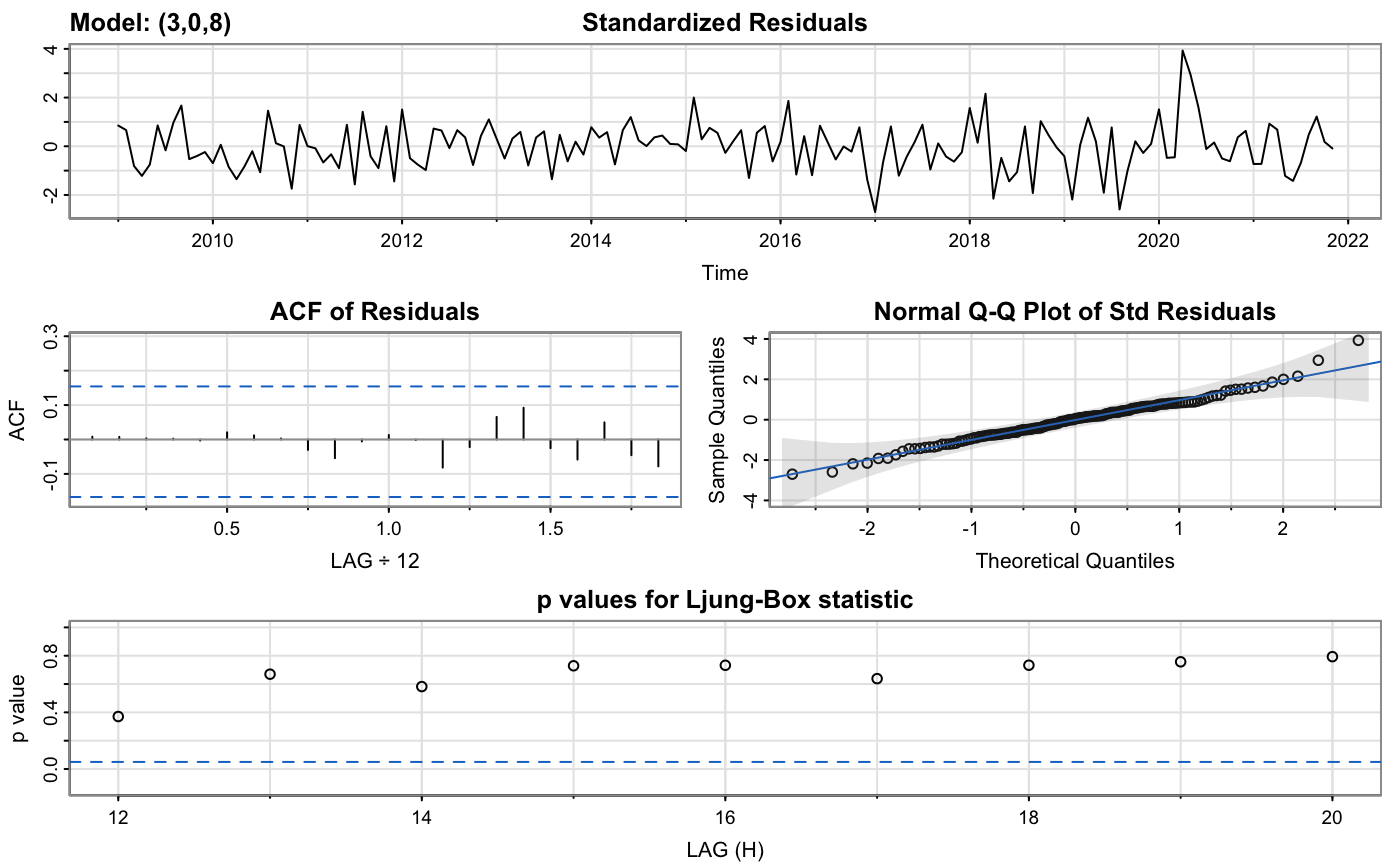 Model: (3,0,8) Standardized Residuals
4
2
0
-2
2010 2012 2014 2016 2018 2020 2022
Time
ACF of Residuals
ACF
0.3
0.1
-0.1
0.5 1.0 1.5
LAG ÷ 12
Normal Q-Q Plot of Std Residuals
Sample Quantiles
4
2
0
-2
-4
-2 -1 0 1 2
Theoretical Quantiles
p values for Ljung-Box statistic
p value
0.8
0.4
0.0
12 14 16 18 20
LAG (H)